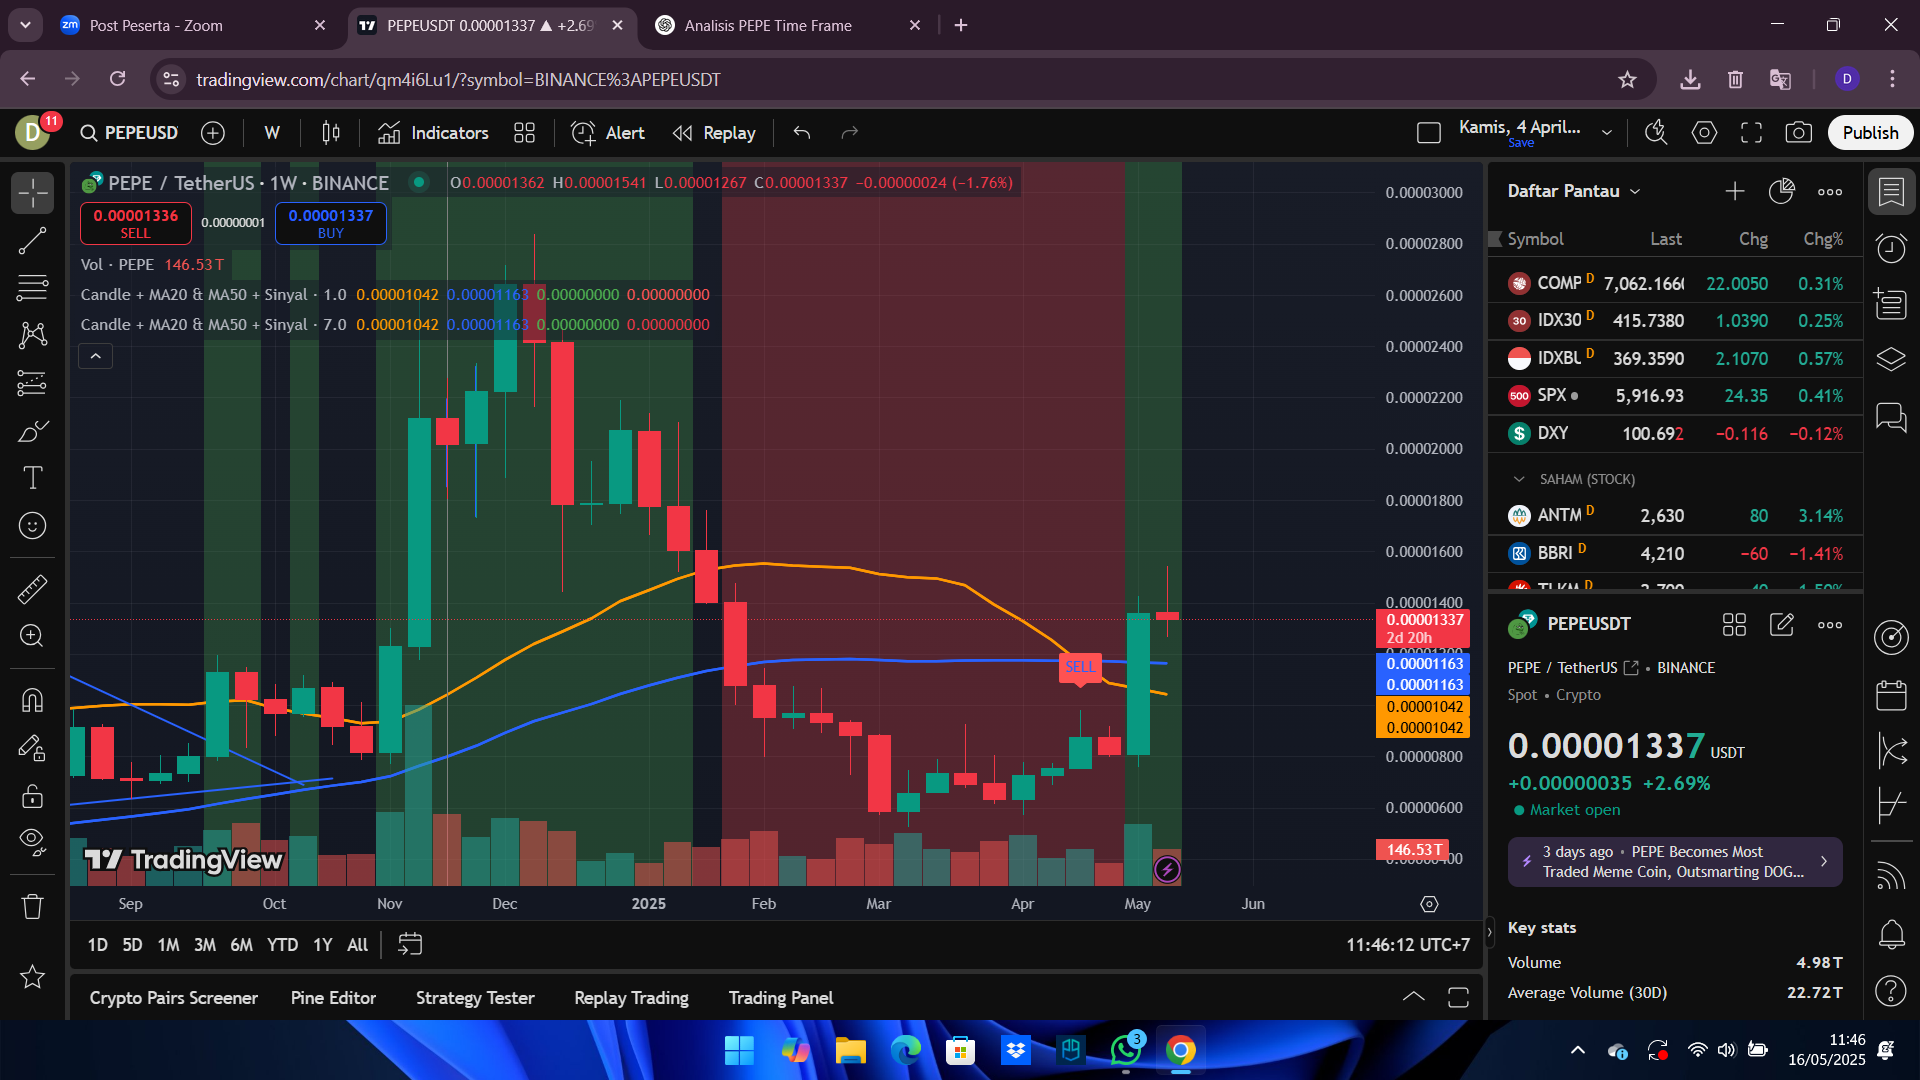 zm Post Peserta - Zoom
PEPEUSDT 0.00001337 ▲ +2.69
Analisis PEPE Time Frame
tradingview.com/chart/qm4i6Lu1/?symbol=BINANCE%3APEPEUSDT
D
D 11
PEPEUSD
W
Indicators
Alert
Replay
Kamis, 4 April...
Save
Publish
PEPE / TetherUS · 1W · BINANCE
O0.00001362 H0.00001541 L0.00001267 C0.00001337 −0.00000024 (−1.76%)
0.00001336
SELL
0.00000001
0.00001337
BUY
Vol · PEPE 146.53 T
Candle + MA20 & MA50 + Sinyal · 1.0 0.00001042 0.00001163 0.00000000 0.00000000
Candle + MA20 & MA50 + Sinyal · 7.0 0.00001042 0.00001163 0.00000000 0.00000000
SELL
TradingView
0.00003000
0.00002800
0.00002600
0.00002400
0.00002200
0.00002000
0.00001800
0.00001600
0.00001400
0.00001337
2d 20h
0.00001163
0.00001163
0.00001042
0.00001042
0.00000800
0.00000600
146.53 T
Sep
Oct
Nov
Dec
2025
Feb
Mar
Apr
May
Jun
1D 5D 1M 3M 6M YTD 1Y All
11:46:12 UTC+7
Crypto Pairs Screener
Pine Editor
Strategy Tester
Replay Trading
Trading Panel
Daftar Pantau
Symbol Last Chg Chg%
COMP D 7,062.166 22.0050 0.31%
30 IDX30 D 415.7380 1.0390 0.25%
IDXBU D 369.3590 2.1070 0.57%
500 SPX 5,916.93 24.35 0.41%
$ DXY 100.692 −0.116 −0.12%
SAHAM (STOCK)
ANTM D 2,630 80 3.14%
BBRI D 4,210 −60 −1.41%
PEPEUSDT
PEPE / TetherUS • BINANCE
Spot • Crypto
0.00001337 USDT
+0.00000035 +2.69%
Market open
3 days ago • PEPE Becomes Most
Traded Meme Coin, Outsmarting DOG...
Key stats
Volume 4.98 T
Average Volume (30D) 22.72 T
3
11:46
16/05/2025